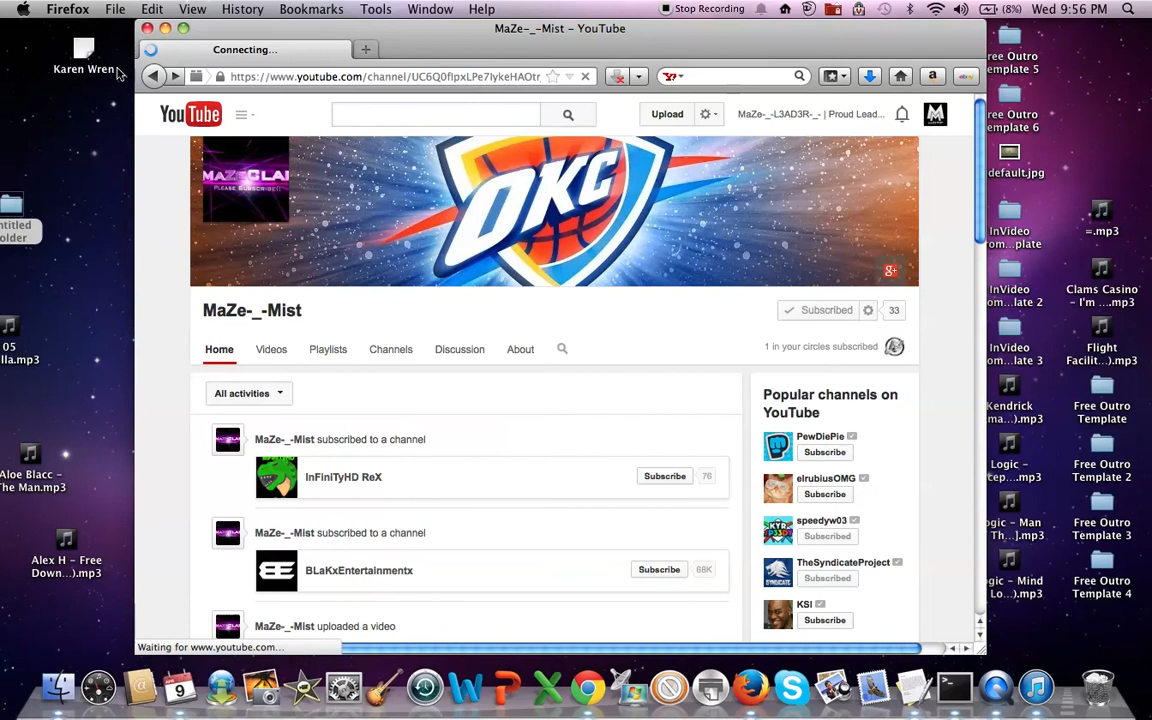 Firefox File Edit View History Bookmarks Tools Window Help
Stop Recording (8%) Wed 9:56 PM
MaZe-_-Mist – YouTube
Connecting...
https://www.youtube.com/channel/
YouTube
Upload
MaZe-_-L3AD3R-_- | Proud Lead...
PLEASE SUBSCRIBE!!
OKC
g+
MaZe-_-Mist
Subscribed 33
Home Videos Playlists Channels Discussion About
1 in your circles subscribed
All activities
MaZe-_-Mist subscribed to a channel
InFiniTyHD ReX
Subscribe 76
MaZe-_-Mist subscribed to a channel
BLaKxEntertainmentx
Subscribe 68K
MaZe-_-Mist uploaded a video
Popular channels on
YouTube
PewDiePie
Subscribe
elrubiusOMG
Subscribe
speedyw03
Subscribed
TheSyndicateProject
Subscribed
KSI
Subscribe
Waiting for www.youtube.com...
Karen Wren
ntitled
older
05
lla.mp3
Aloe Blacc -
The Man.mp3
Alex H - Free
Down...).mp3
Free Outro
Template 5
Free Outro
emplate 6
default.jpg
InVideo
om...plate
InVideo
om...late 2
InVideo
om...late 3
Kendrick
ma...).mp3
Logic -
cep....mp3
ogic - Man
Th...].mp3
ogic - Mind
Lo...).mp3
=.mp3
Clams Casino
- I'm ....mp3
Flight
Facilit...).mp3
Free Outro
Template
Free Outro
Template 2
Free Outro
Template 3
Free Outro
Template 4